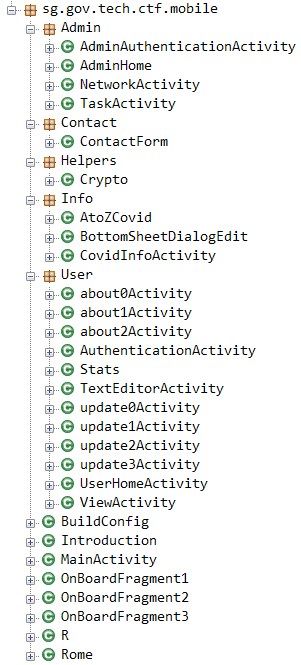 sg.gov.tech.ctf.mobile
Admin
AdminAuthenticationActivity
AdminHome
NetworkActivity
TaskActivity
Contact
ContactForm
Helpers
Crypto
Info
AtoZCovid
BottomSheetDialogEdit
CovidInfoActivity
User
about0Activity
about1Activity
about2Activity
AuthenticationActivity
Stats
TextEditorActivity
update0Activity
update1Activity
update2Activity
update3Activity
UserHomeActivity
ViewActivity
BuildConfig
Introduction
MainActivity
OnBoardFragment1
OnBoardFragment2
OnBoardFragment3
R
Rome